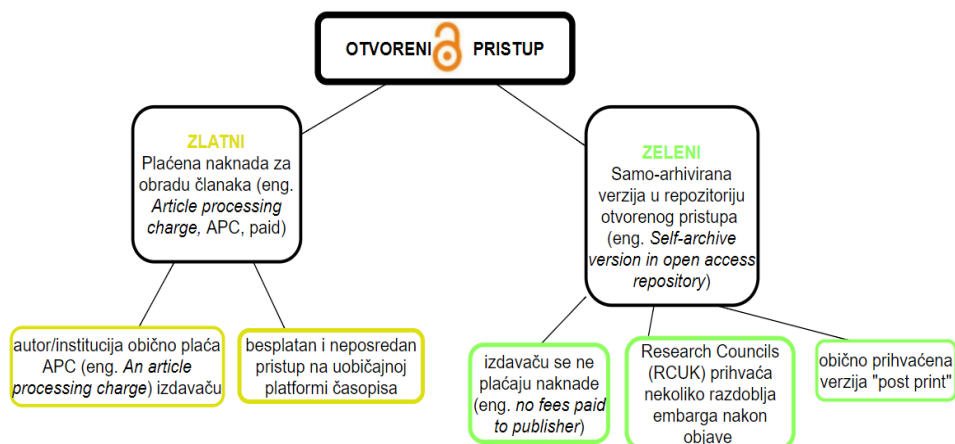 OTVORENI PRISTUP
ZLATNI
Plaćena naknada za
obradu članaka (eng.
Article processing
charge, APC, paid)
ZELENI
Samo-arhivirana
verzija u repozitoriju
otvorenog pristupa
(eng. Self-archive
version in open access
repository)
autor/institucija obično plaća
APC (eng. An article
processing charge) izdavaču
besplatan i neposredan
pristup na uobičajnoj
platformi časopisa
izdavaču se ne
plaćaju naknade
(eng. no fees paid
to publisher)
Research Councils
(RCUK) prihvaća
nekoliko razdoblja
embarga nakon
objave
obično prihvaćena
verzija "post print"